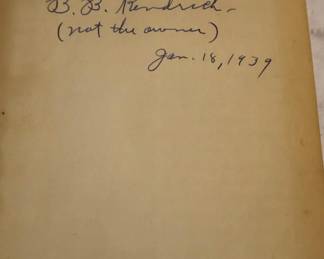 B. B. Kendrick -
(not the owner)
Jan. 18, 1939